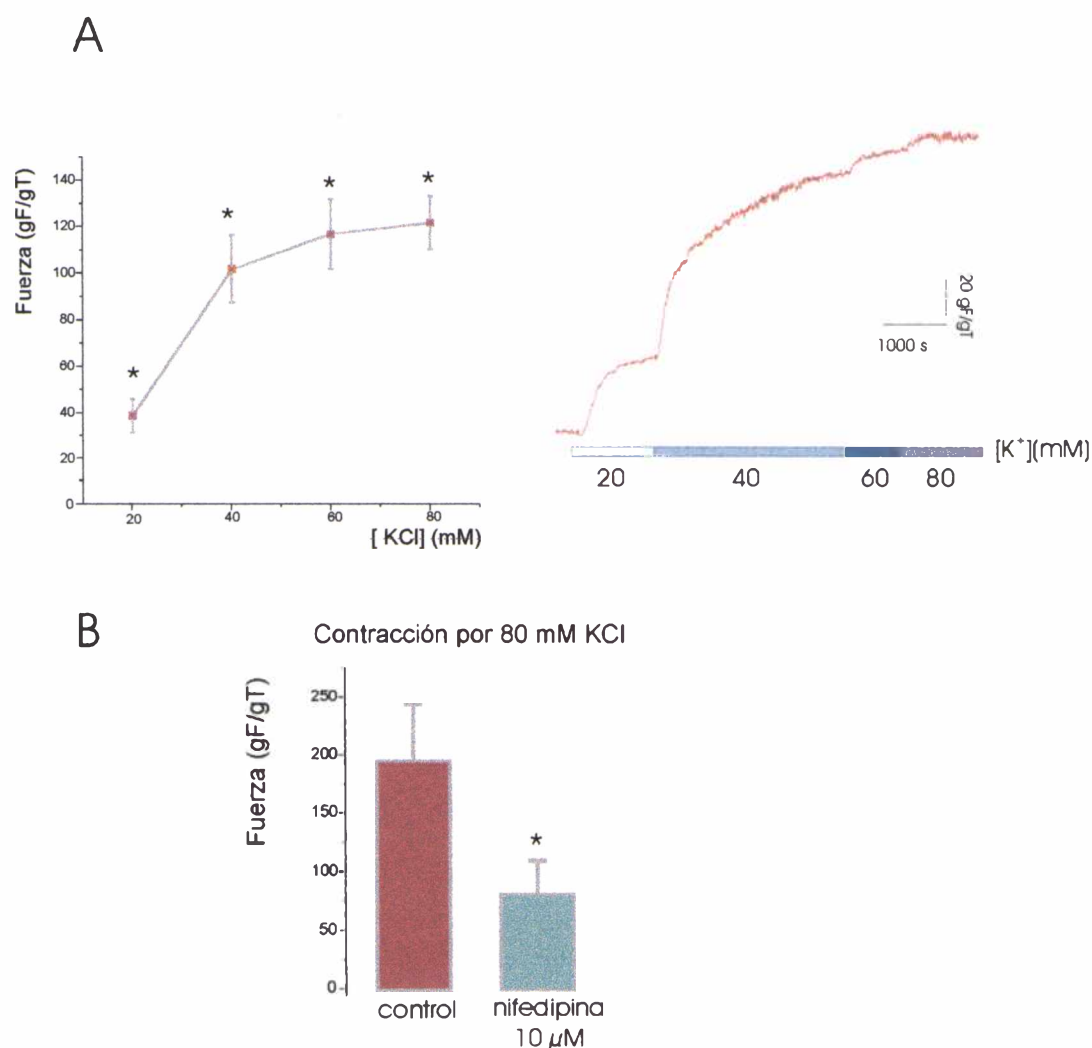 A
Fuerza (gF/gT)
140
120
100
80
60
40
20
0
20 40 60 80
[ KCl] (mM)
20 gF/gT
1000 s
[K⁺](mM)
20 40 60 80
* * * *
B
Contracción por 80 mM KCl
Fuerza (gF/gT)
250
200
150
100
50
0
*
control nifedipina
10 µM